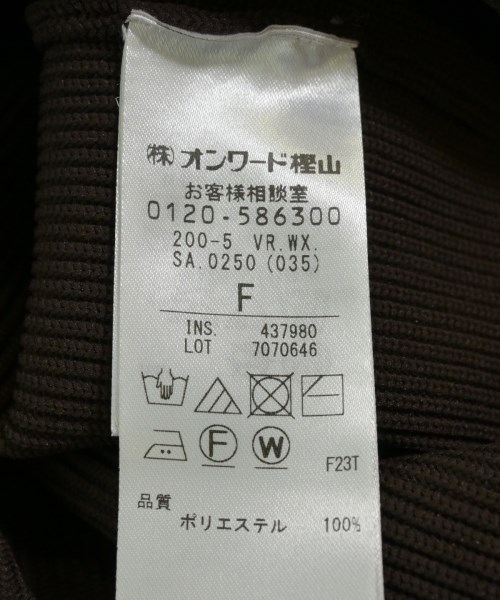 (株)オンワード樫山
お客様相談室
0120-586300
200-5 VR.WX.
SA.0250(035)
F
INS. 437980
LOT 7070646
F W
F23T
品質
ポリエステル 100%